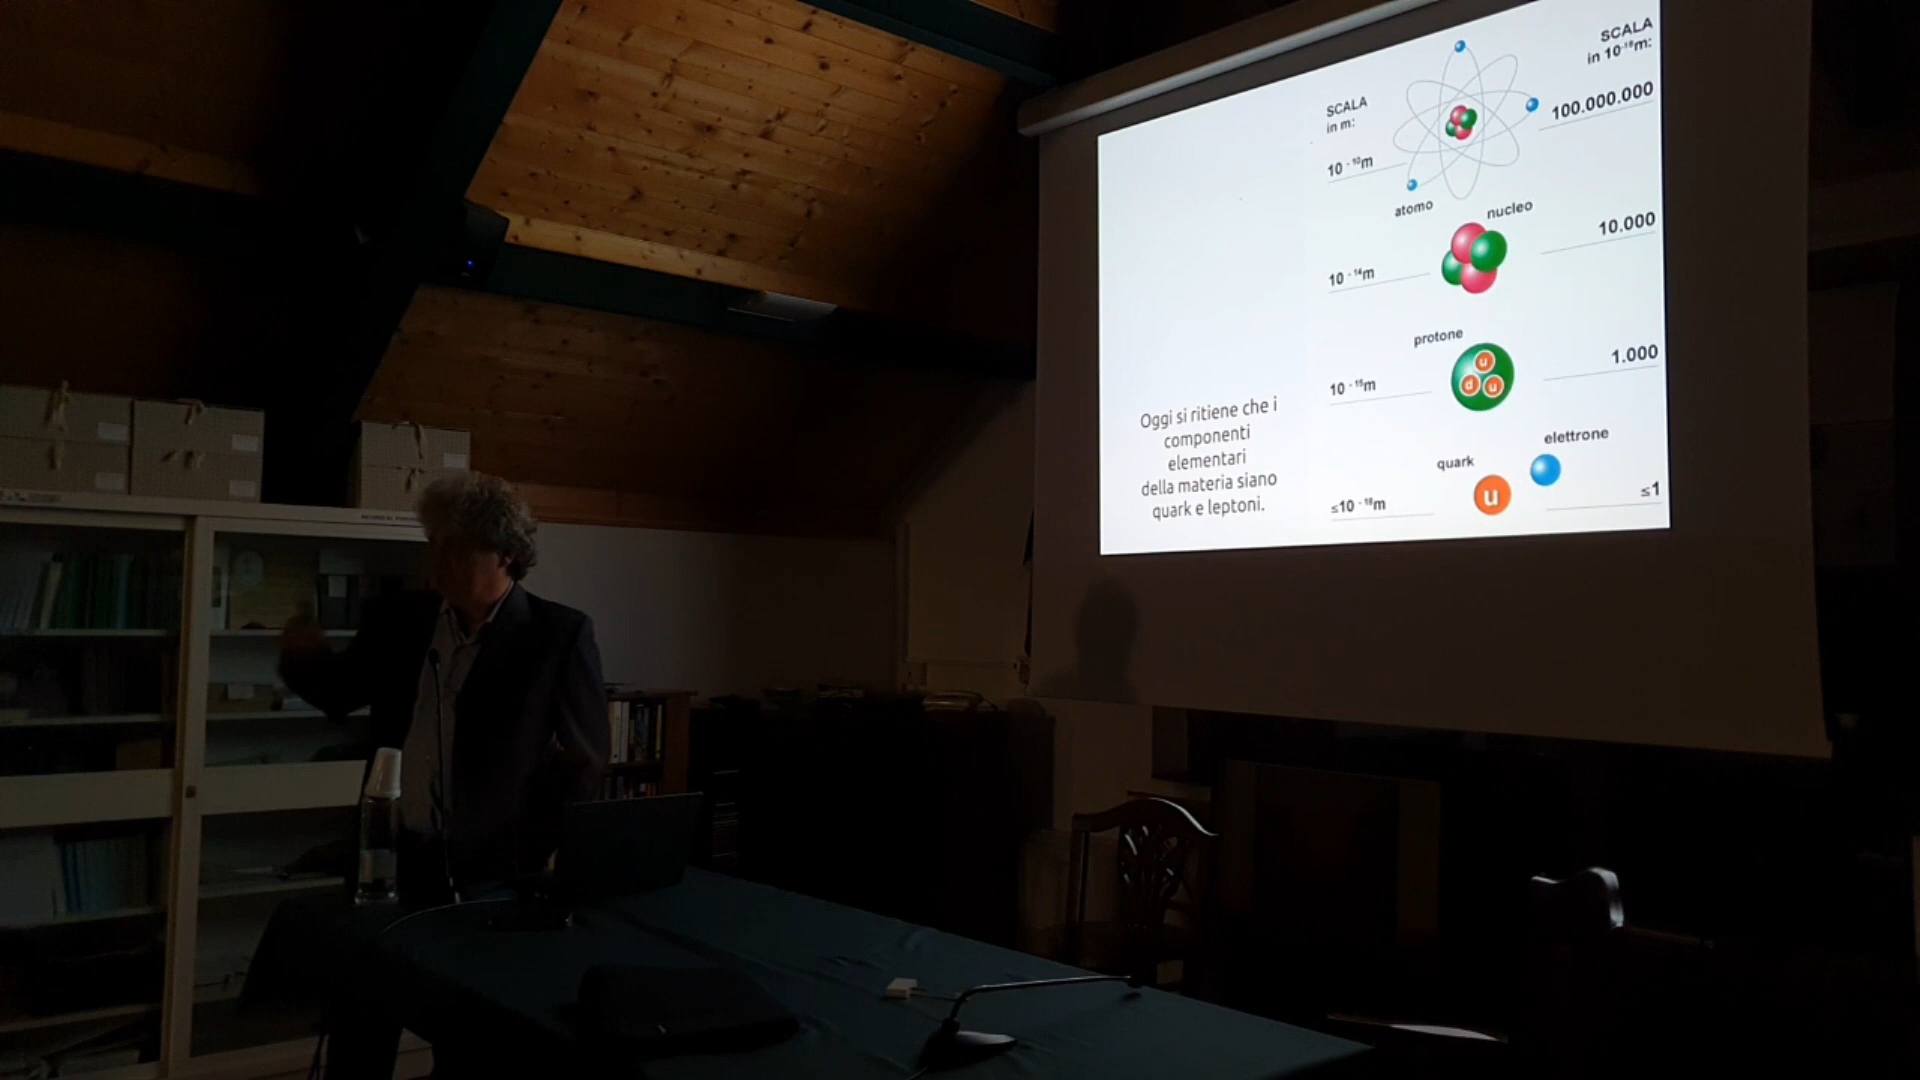 SCALA
in 10⁻¹⁸m:
SCALA
in m:
100.000.000
10⁻¹⁰m
atomo
nucleo
10.000
10⁻¹⁴m
protone
u
d u
1.000
10⁻¹⁵m
Oggi si ritiene che i
componenti
elementari
della materia siano
quark e leptoni.
elettrone
quark
u
≤10⁻¹⁸m
≤1